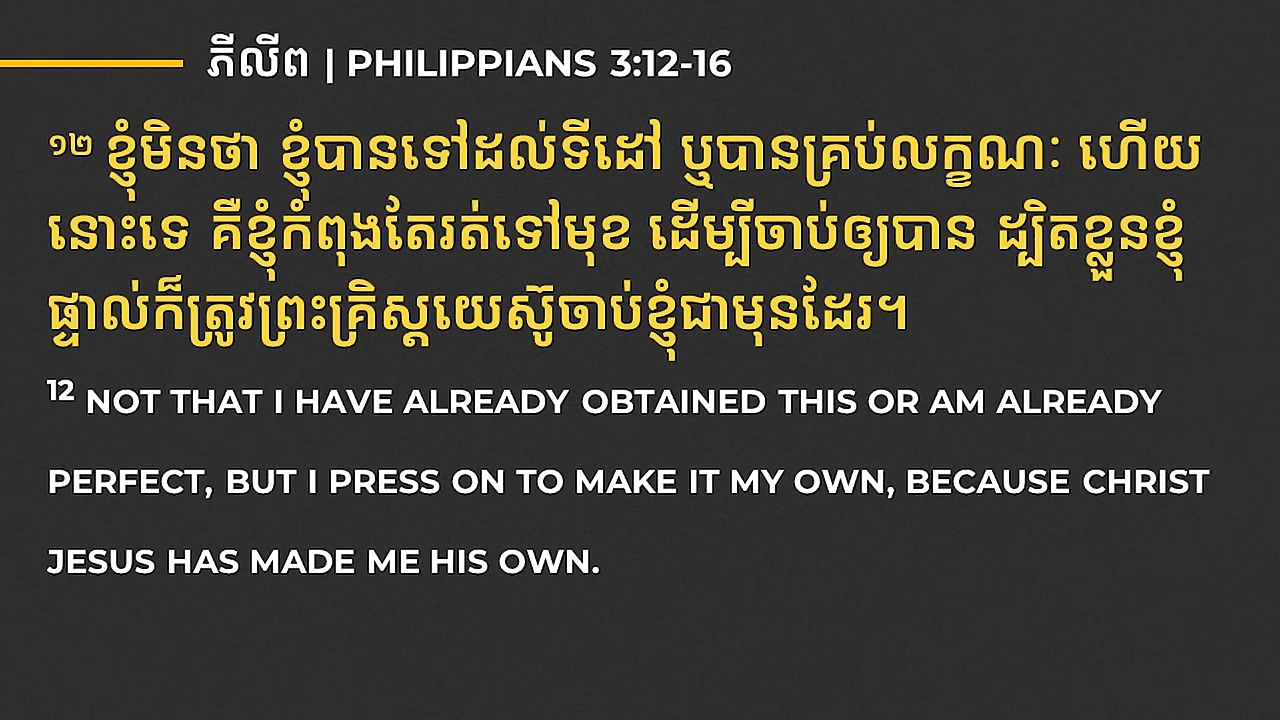 ភីលីព | PHILIPPIANS 3:12-16
១២ ខ្ញុំមិនថា ខ្ញុំបានទៅដល់ទីដៅ ឬបានគ្រប់លក្ខណៈ ហើយ
នោះទេ គឺខ្ញុំកំពុងតែរត់ទៅមុខ ដើម្បីចាប់ឲ្យបាន ដ្បិតខ្លួនខ្ញុំ
ផ្ទាល់ក៏ត្រូវព្រះគ្រិស្តយេស៊ូចាប់ខ្ញុំជាមុនដែរ។
12 NOT THAT I HAVE ALREADY OBTAINED THIS OR AM ALREADY
PERFECT, BUT I PRESS ON TO MAKE IT MY OWN, BECAUSE CHRIST
JESUS HAS MADE ME HIS OWN.